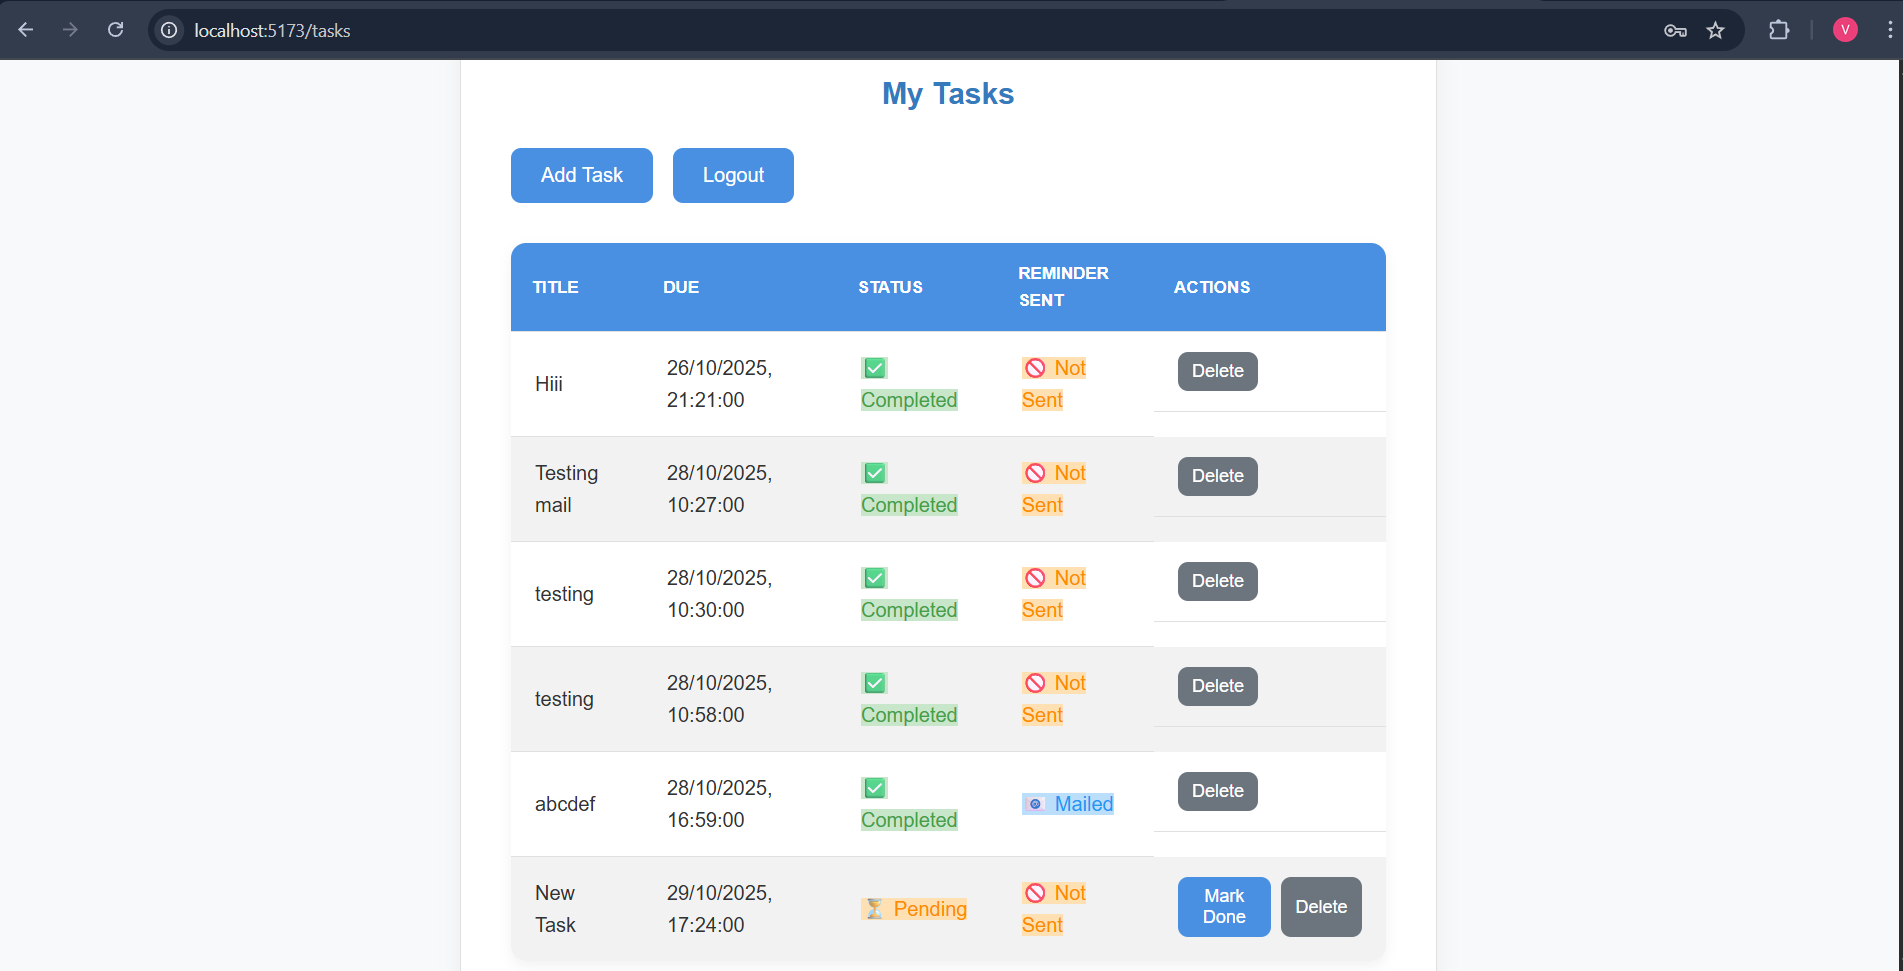 localhost:5173/tasks
V
My Tasks
Add Task
Logout
TITLE
DUE
STATUS
REMINDER
SENT
ACTIONS
Hiii
26/10/2025,
21:21:00
✅
Completed
🚫 Not
Sent
Delete
Testing
mail
28/10/2025,
10:27:00
✅
Completed
🚫 Not
Sent
Delete
testing
28/10/2025,
10:30:00
✅
Completed
🚫 Not
Sent
Delete
testing
28/10/2025,
10:58:00
✅
Completed
🚫 Not
Sent
Delete
abcdef
28/10/2025,
16:59:00
✅
Completed
📧 Mailed
Delete
New
Task
29/10/2025,
17:24:00
⏳ Pending
🚫 Not
Sent
Mark
Done
Delete